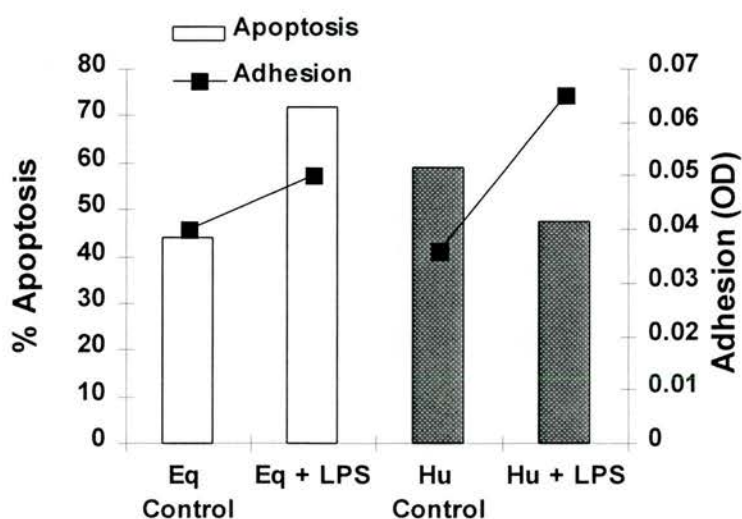 Apoptosis
Adhesion
% Apoptosis
80
70
60
50
40
30
20
10
0
0.07
0.06
0.05
0.04
0.03
0.02
0.01
0
Adhesion (OD)
Eq Control
Eq + LPS
Hu Control
Hu + LPS